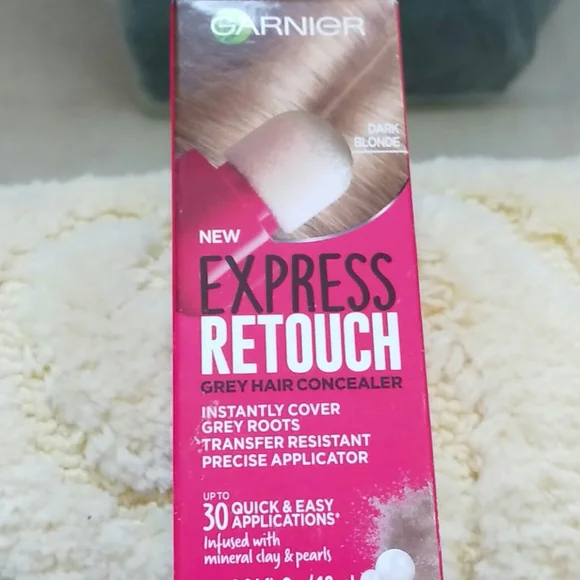 GARNIER
DARK
BLONDE
NEW
EXPRESS
RETOUCH
GREY HAIR CONCEALER
INSTANTLY COVER
GREY ROOTS
TRANSFER RESISTANT
PRECISE APPLICATOR
UP TO
30 QUICK & EASY
APPLICATIONS*
Infused with
mineral clay & pearls